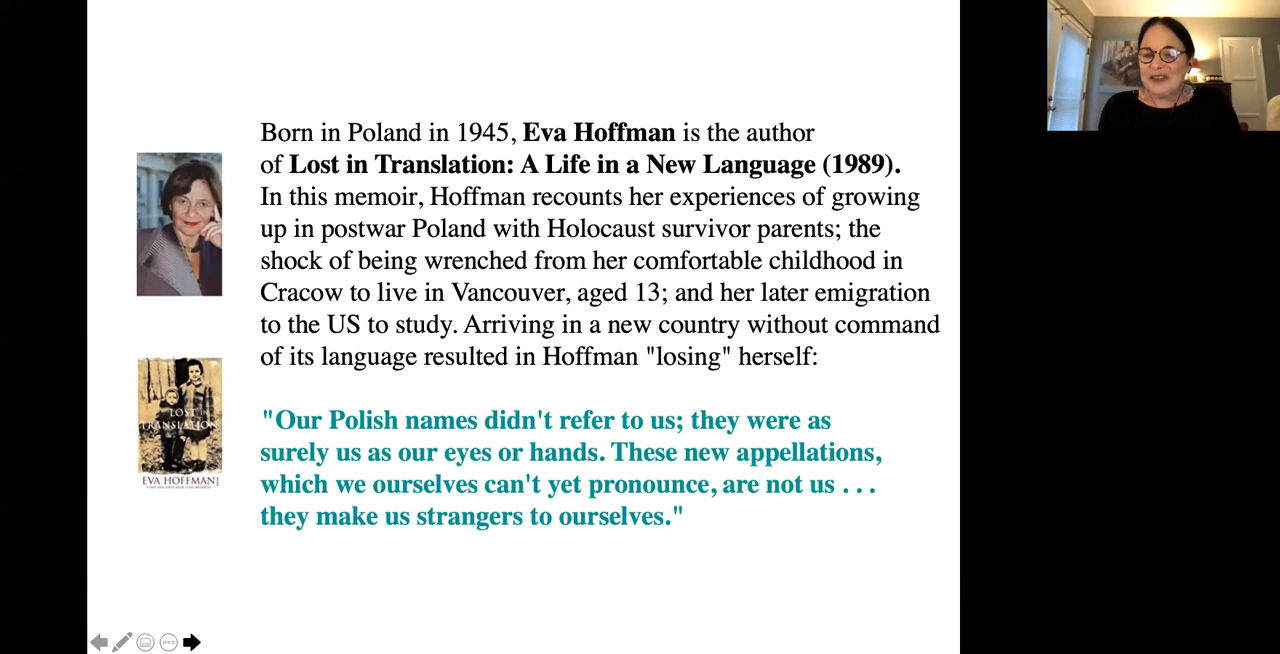 Born in Poland in 1945, Eva Hoffman is the author
of Lost in Translation: A Life in a New Language (1989).
In this memoir, Hoffman recounts her experiences of growing
up in postwar Poland with Holocaust survivor parents; the
shock of being wrenched from her comfortable childhood in
Cracow to live in Vancouver, aged 13; and her later emigration
to the US to study. Arriving in a new country without command
of its language resulted in Hoffman "losing" herself:
"Our Polish names didn't refer to us; they were as
surely us as our eyes or hands. These new appellations,
which we ourselves can't yet pronounce, are not us . . .
they make us strangers to ourselves."
LOST IN
TRANSLATION
EVA HOFFMAN